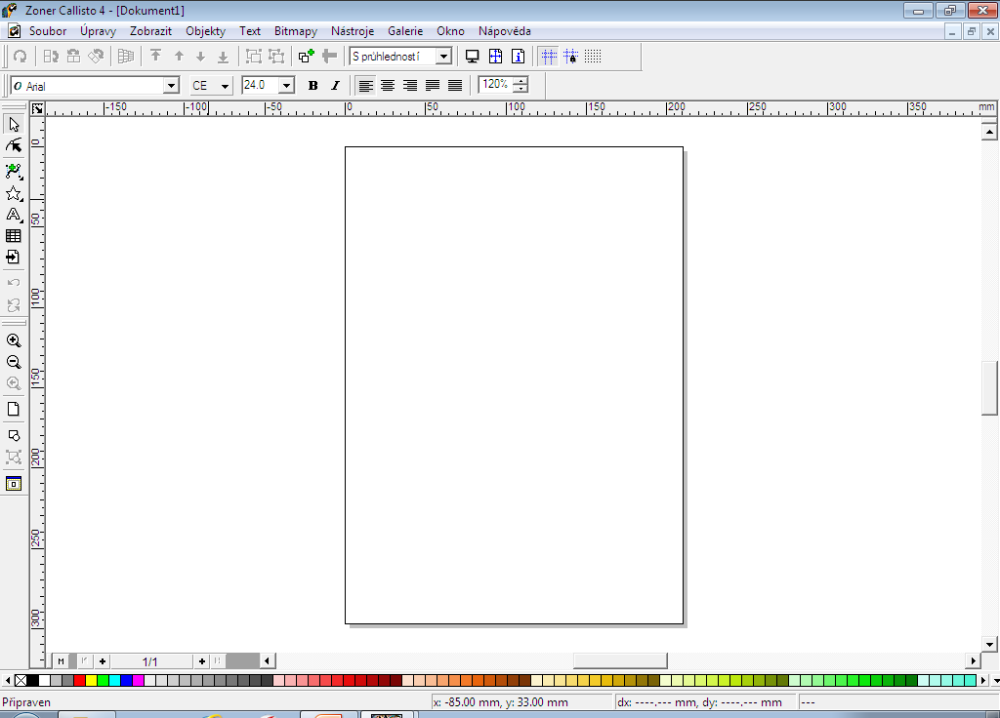 Zoner Callisto 4 - [Dokument1]
Soubor Úpravy Zobrazit Objekty Text Bitmapy Nástroje Galerie Okno Nápověda
S průhledností
O Arial CE 24.0 B I 120%
-150 -100 -50 0 50 100 150 200 250 300 350 mm
0
50
100
150
200
250
300
M 1/1
Připraven x: -85.00 mm, y: 33.00 mm dx: ----.--- mm, dy: ----.--- mm ---